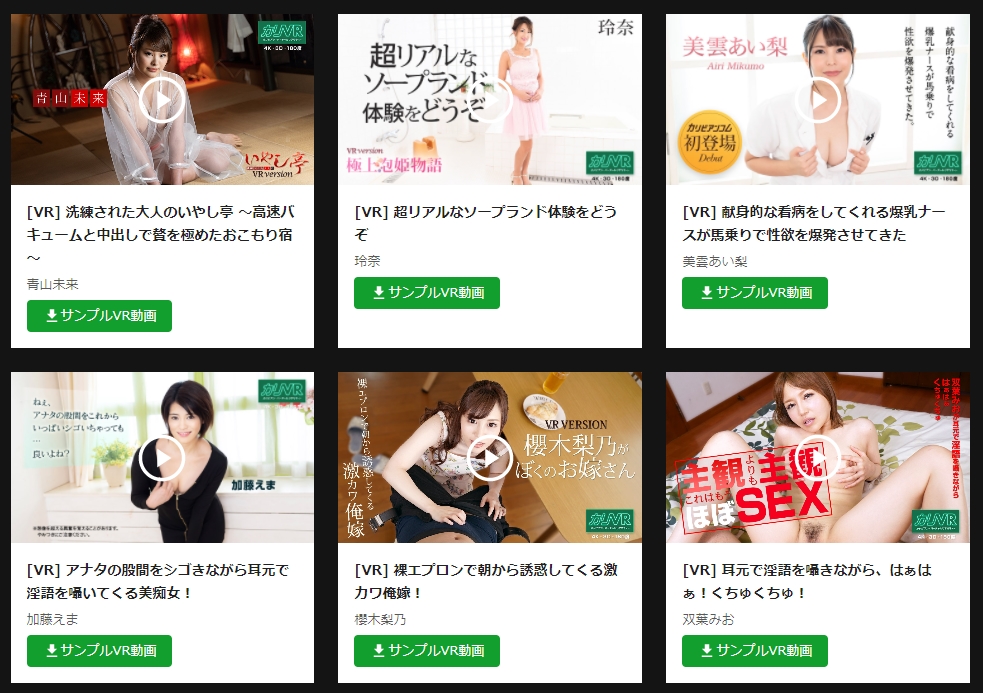 カリVR
4K・3D・180度
青山未来
いやし亭
VR version
[VR] 洗練された大人のいやし亭 ～高速バ
キュームと中出しで贅を極めたおこもり宿
～
青山未来
サンプルVR動画
玲奈
超リアルな
ソープランド
体験をどうぞ
VR version
極上泡姫物語
カリVR
4K・3D・180度
[VR] 超リアルなソープランド体験をどう
ぞ
玲奈
サンプルVR動画
美雲あい梨
Airi Mikumo
献身的な看病をしてくれる
爆乳ナースが馬乗りで
性欲を爆発させてきた。
カリビアンコム
初登場
Debut
カリVR
4K・3D・180度
[VR] 献身的な看病をしてくれる爆乳ナー
スが馬乗りで性欲を爆発させてきた
美雲あい梨
サンプルVR動画
カリVR
ねぇ、
アナタの股間をこれから
いっぱいシゴいちゃっても
…
良いよね？
加藤えま
[VR] アナタの股間をシゴきながら耳元で
淫語を囁いてくる美痴女！
加藤えま
サンプルVR動画
裸エプロンで朝から誘惑してくる
激カワ俺嫁
VR VERSION
櫻木梨乃が
ぼくのお嫁さん
カリVR
4K・3D・180度
[VR] 裸エプロンで朝から誘惑してくる激
カワ俺嫁！
櫻木梨乃
サンプルVR動画
双葉みおが耳元で淫語を囁きながら
はぁはぁ！
くちゅくちゅ
主観よりも主観
これはもう
ほぼSEX
カリVR
4K・3D・180度
[VR] 耳元で淫語を囁きながら、はぁは
ぁ！くちゅくちゅ！
双葉みお
サンプルVR動画